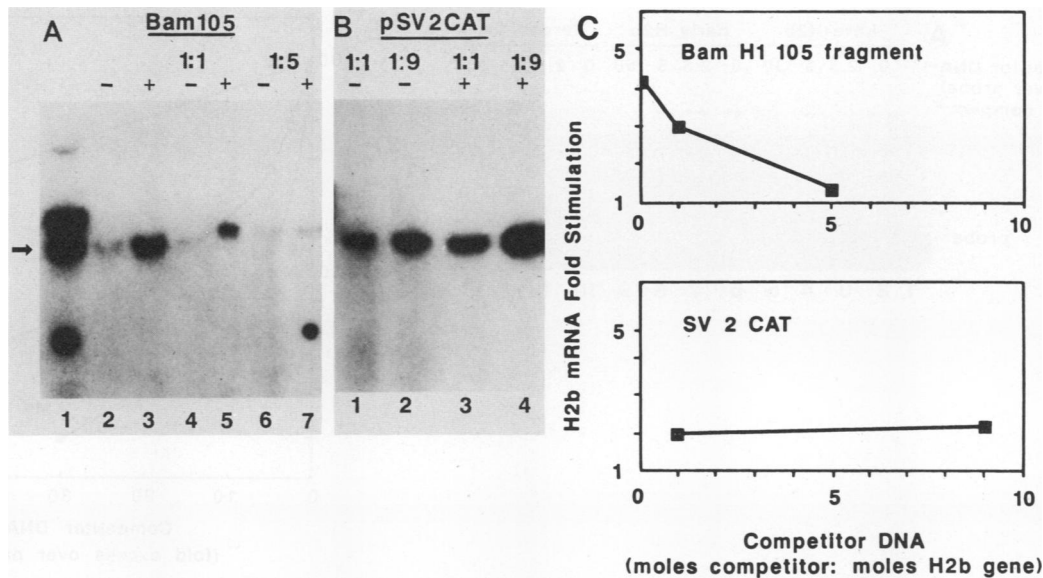 A
Bam105
1:1 1:5
− + − + − +
→
1 2 3 4 5 6 7
B
pSV2CAT
1:1 1:9 1:1 1:9
− − + +
1 2 3 4
C
H2b mRNA Fold Stimulation
5
1
Bam H1 105 fragment
0 5 10
5
1
SV 2 CAT
0 5 10
Competitor DNA
(moles competitor: moles H2b gene)